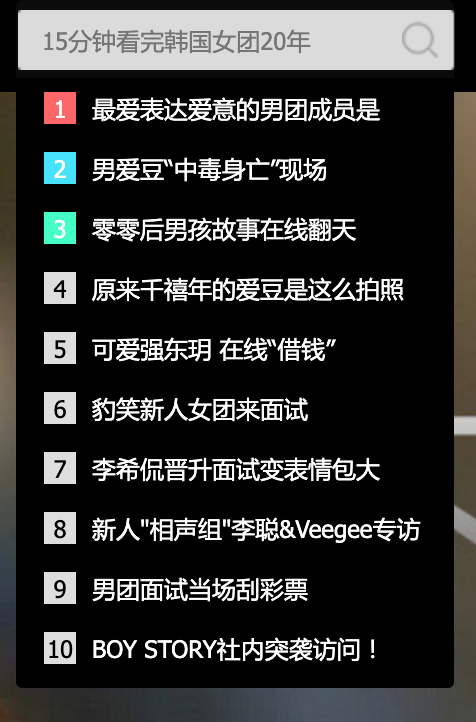 15分钟看完韩国女团20年
1 最爱表达爱意的男团成员是
2 男爱豆“中毒身亡”现场
3 零零后男孩故事在线翻天
4 原来千禧年的爱豆是这么拍照
5 可爱强东玥 在线“借钱”
6 豹笑新人女团来面试
7 李希侃晋升面试变表情包大
8 新人"相声组"李聪&Veegee专访
9 男团面试当场刮彩票
10 BOY STORY社内突袭访问！